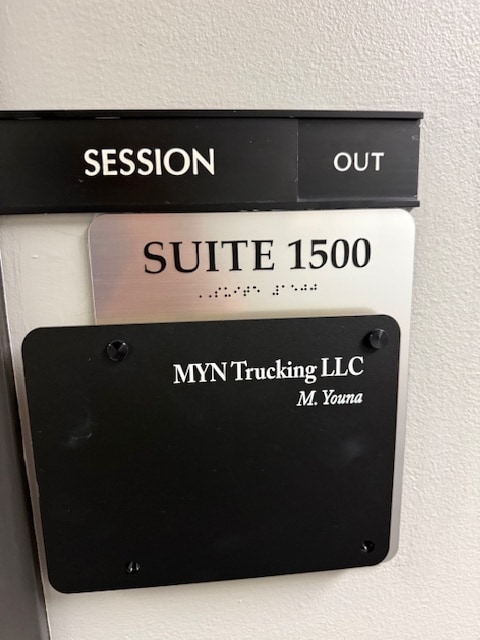 SESSION OUT
SUITE 1500
MYN Trucking LLC
M. Youna